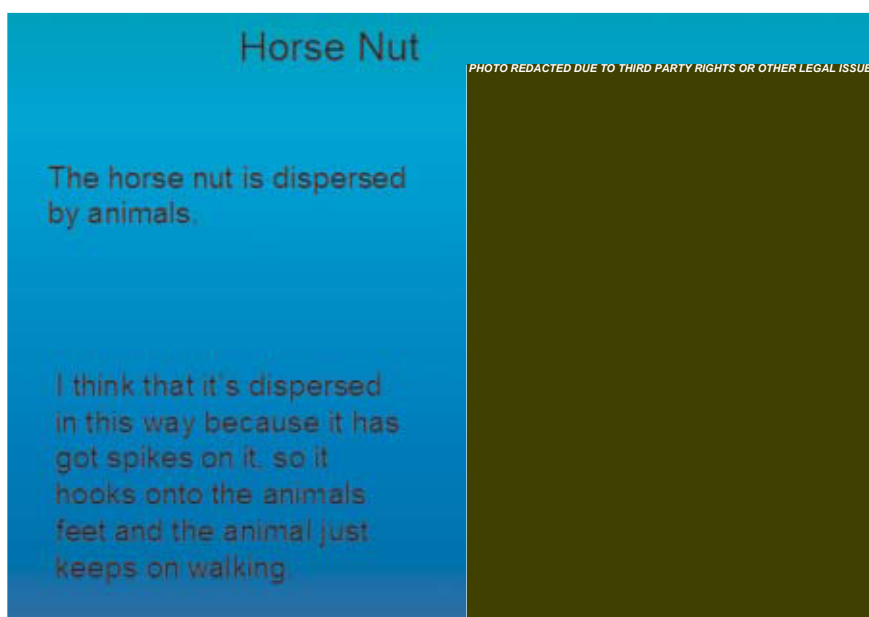 Horse Nut
PHOTO REDACTED DUE TO THIRD PARTY RIGHTS OR OTHER LEGAL ISSUE
The horse nut is dispersed
by animals.
I think that it's dispersed
in this way because it has
got spikes on it. so it
hooks onto the animals
feet and the animal just
keeps on walking.